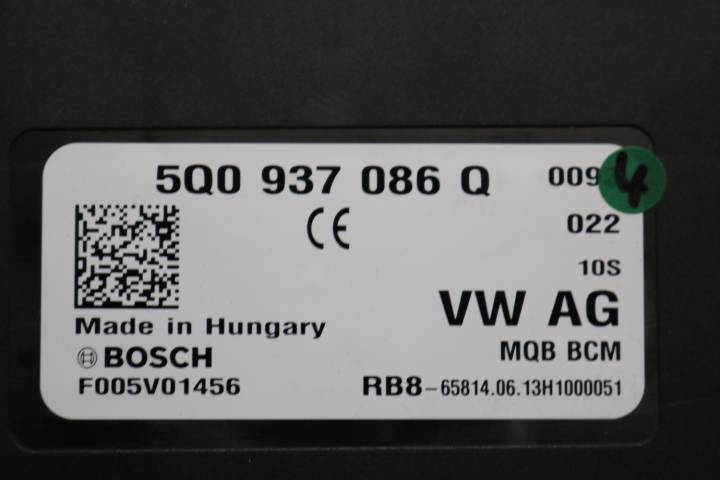 5Q0 937 086 Q
4
CE
022
10S
VW AG
Made in Hungary
BOSCH
MQB BCM
F005V01456
RB8-65814.06.13H1000051